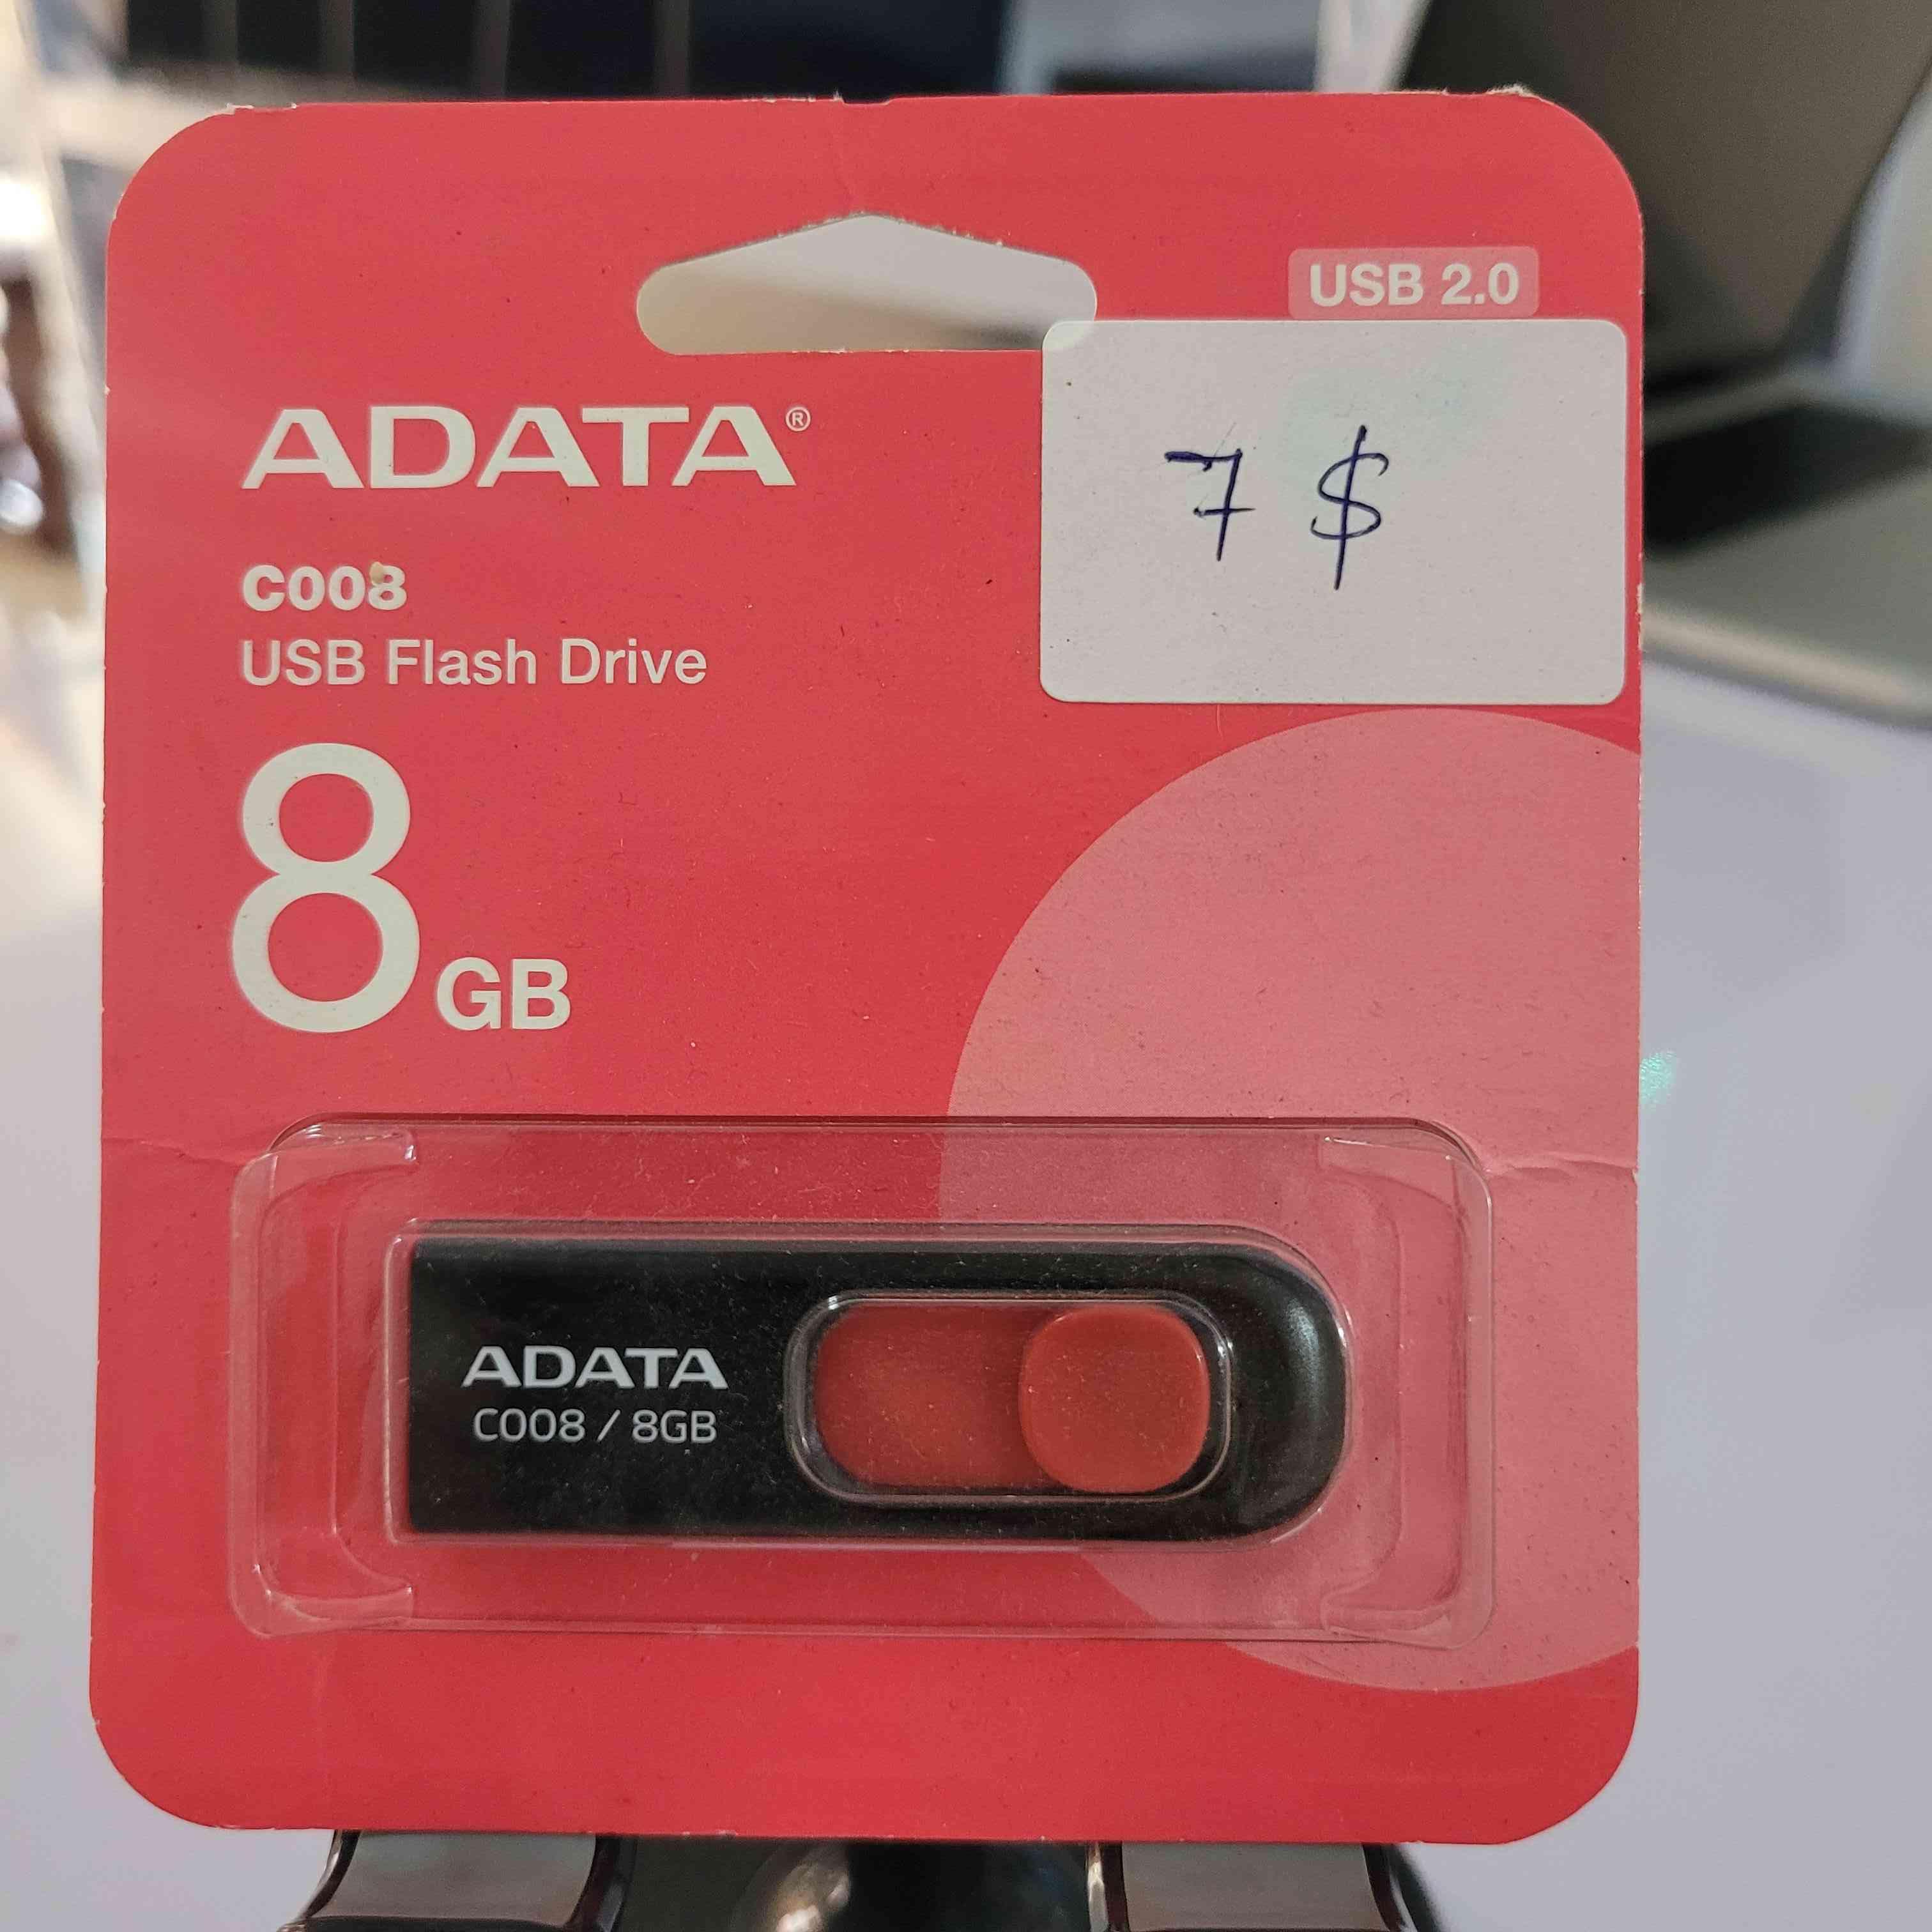 USB 2.0
ADATA®
7 $
C008
USB Flash Drive
8 GB
ADATA
C008 / 8GB